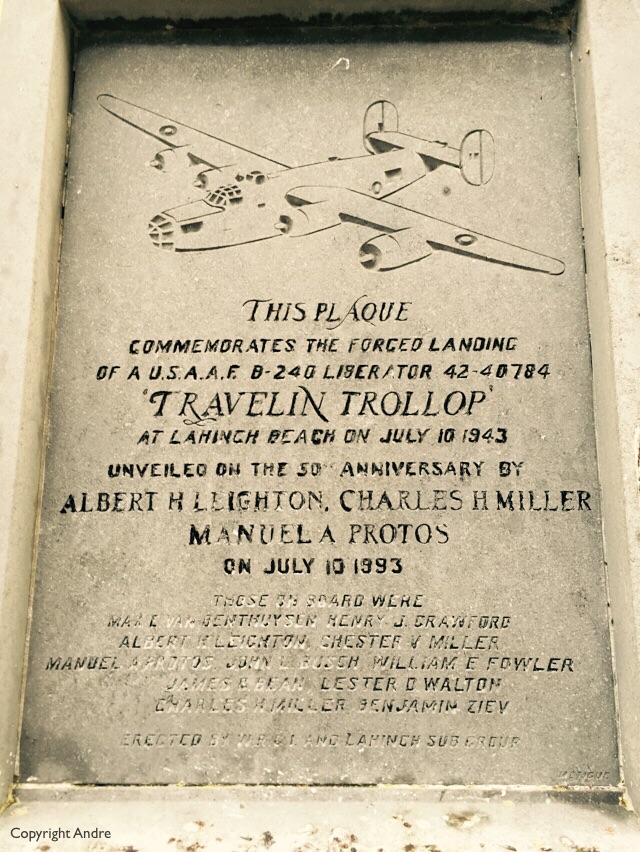 THIS PLAQUE
COMMEMORATES THE FORCED LANDING
OF A U.S.A.A.F. B-24D LIBERATOR 42-40784
'TRAVELIN TROLLOP'
AT LAHINCH BEACH ON JULY 10 1943
UNVEILED ON THE 50TH ANNIVERSARY BY
ALBERT H LEIGHTON, CHARLES H MILLER
MANUEL A PROTOS
ON JULY 10 1993
THOSE ON BOARD WERE
VAN BENTHUYSEN HENRY J. CRAWFORD
ALBERT H LEIGHTON, CHESTER V MILLER
MANUEL A PROTOS, JOHN BUSCH, WILLIAM E FOWLER
JAMES BEAN LESTER D WALTON
CHARLES H MILLER BENJAMIN ZIEV
ERECTED BY AND LAHINCH SUB GROUP
Copyright Andre